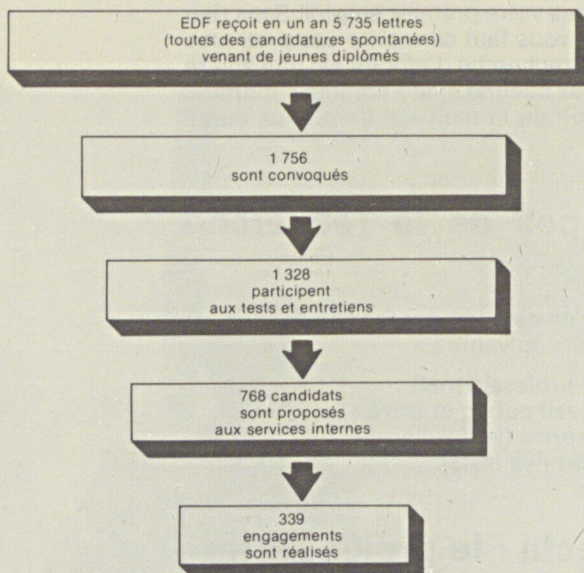 EDF reçoit en un an 5 735 lettres
(toutes des candidatures spontanées)
venant de jeunes diplômés
1 756
sont convoqués
1 328
participent
aux tests et entretiens
768 candidats
sont proposés
aux services internes
339
engagements
sont réalisés